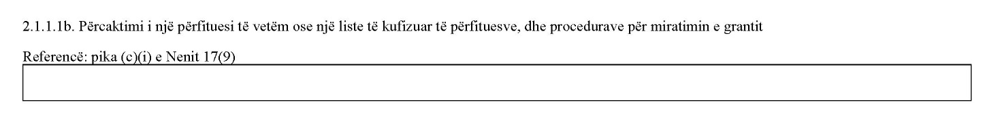 2.1.1.1b. Përcaktimi i një përfituesi të vetëm ose një liste të kufizuar të përfituesve, dhe procedurave për miratimin e grantit
Referencë: pika (c)(i) e Nenit 17(9)